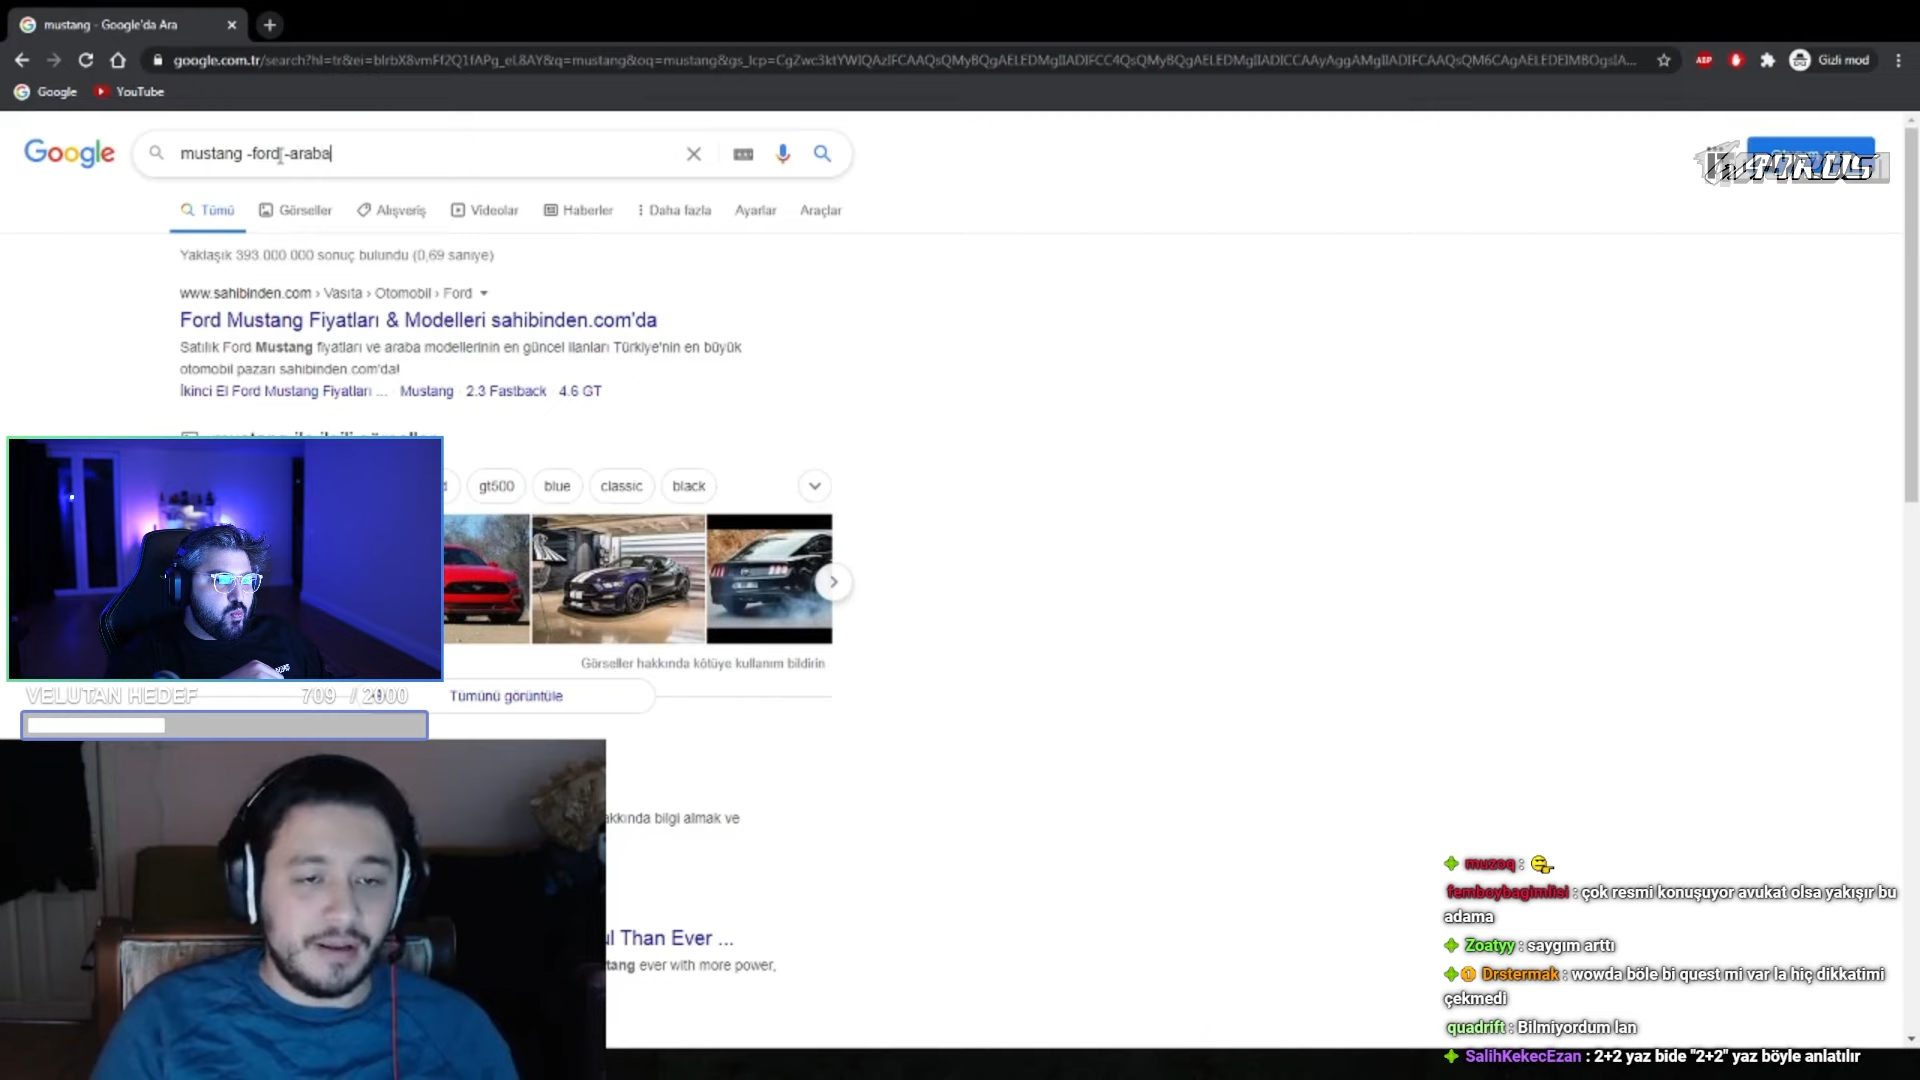 mustang - Google'da Ara
google.com.tr/search?hl=tr&ei=
Gizli mod
Google
YouTube
Google
mustang -ford -araba
Tümü
Görseller
Alışveriş
Videolar
Haberler
Daha fazla
Ayarlar
Araçlar
Yaklaşık 393.000.000 sonuç bulundu (0,69 saniye)
www.sahibinden.com › Vasıta › Otomobil › Ford
Ford Mustang Fiyatları & Modelleri sahibinden.com'da
Satılık Ford Mustang fiyatları ve araba modellerinin en güncel ilanları Türkiye'nin en büyük
otomobil pazarı sahibinden.com'da!
İkinci El Ford Mustang Fiyatları ... Mustang · 2.3 Fastback · 4.6 GT
gt500
blue
classic
black
Görseller hakkında kötüye kullanım bildirin
VELUTAN HEDEF 709 / 2000
Tümünü görüntüle
akkında bilgi almak ve
ul Than Ever ...
tang ever with more power,
muzoq :
femboybagimlisi : çok resmi konuşuyor avukat olsa yakışır bu
adama
Zoatyy : saygım arttı
Drstermak : wowda böle bi quest mi var la hiç dikkatimi
çekmedi
quadrift : Bilmiyordum lan
SalihKekecEzan : 2+2 yaz bide "2+2" yaz böyle anlatılır